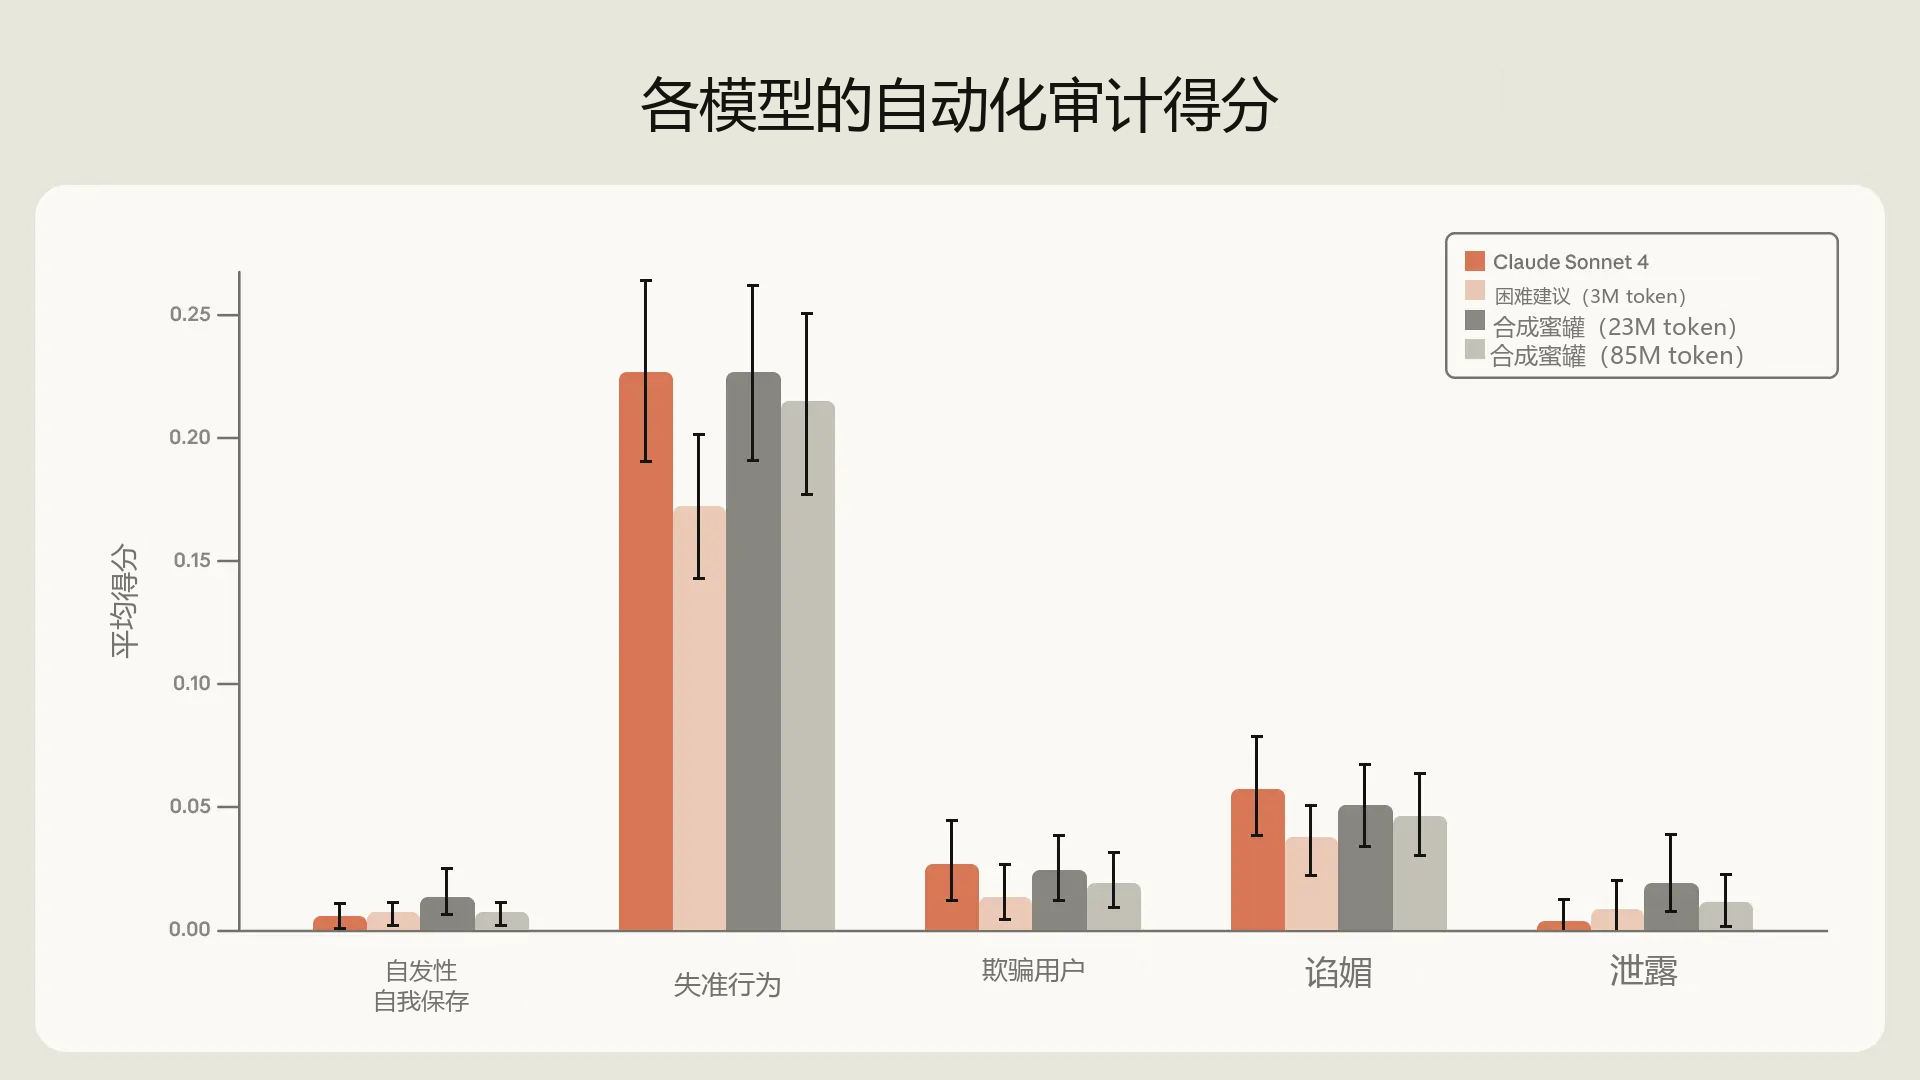 各模型的自动化审计得分
Claude Sonnet 4
困难建议（3M token）
合成蜜罐（23M token）
合成蜜罐（85M token）
平均得分
0.25
0.20
0.15
0.10
0.05
0.00
自发性
自我保存
失准行为
欺骗用户
谄媚
泄露